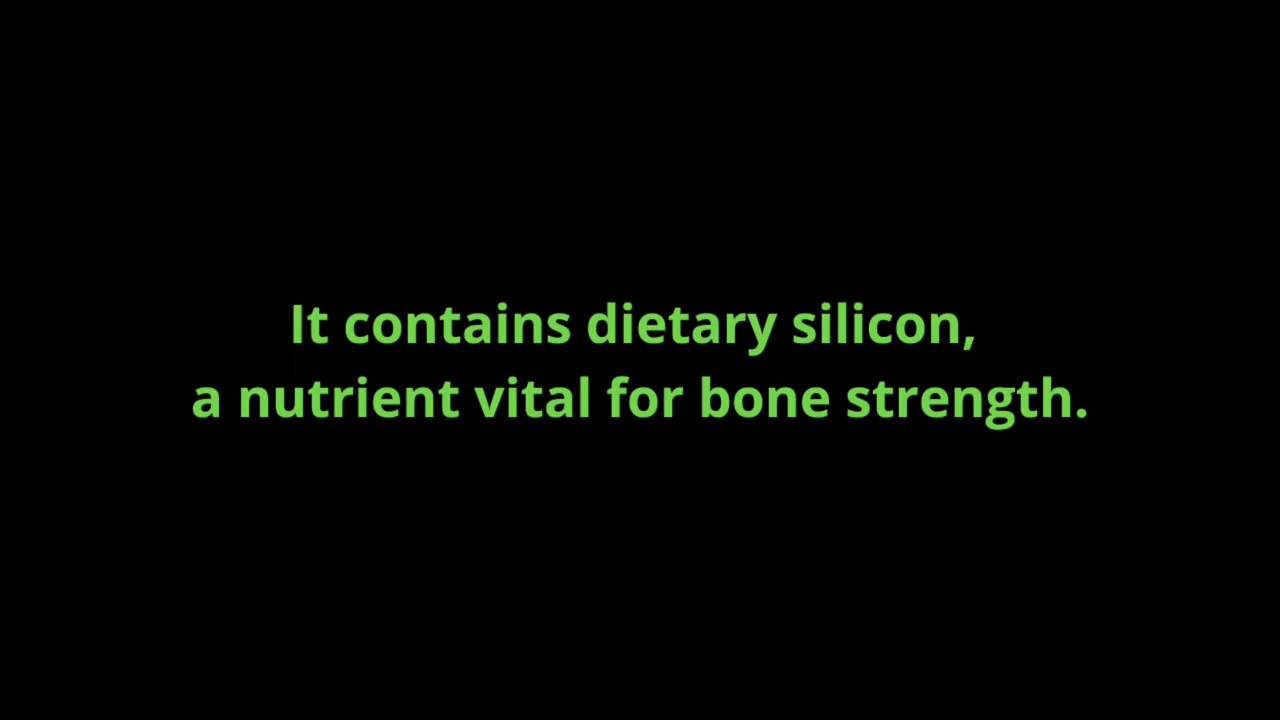 It contains dietary silicon,
a nutrient vital for bone strength.